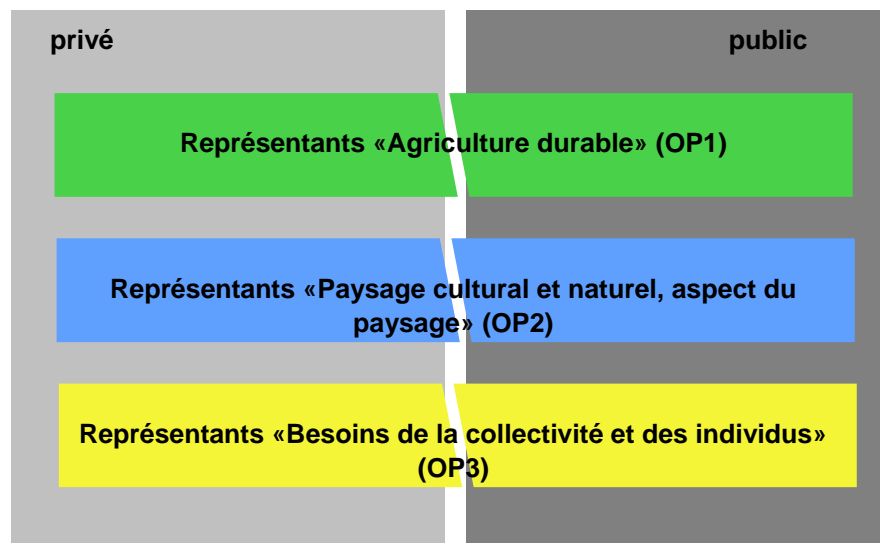 privé
public
Représentants «Agriculture durable» (OP1)
Représentants «Paysage cultural et naturel, aspect du
paysage» (OP2)
Représentants «Besoins de la collectivité et des individus»
(OP3)